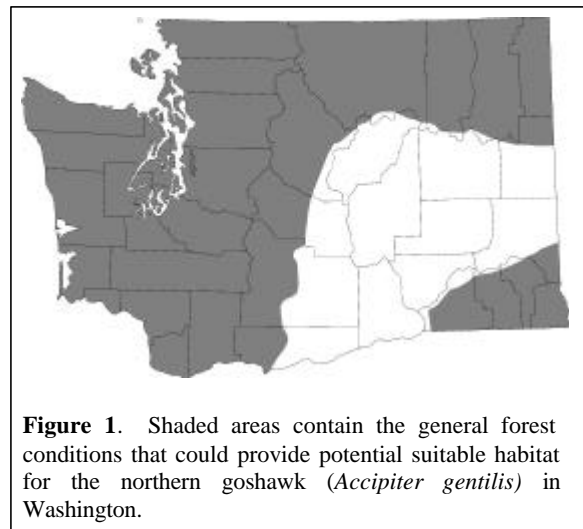 Figure 1. Shaded areas contain the general forest
conditions that could provide potential suitable habitat
for the northern goshawk (Accipiter gentilis) in
Washington.